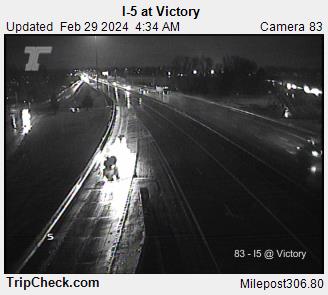 I-5 at Victory
Updated Feb 29 2024 4:34 AM Camera 83
T
S
83 - I5 @ Victory
TripCheck.com Milepost306.80